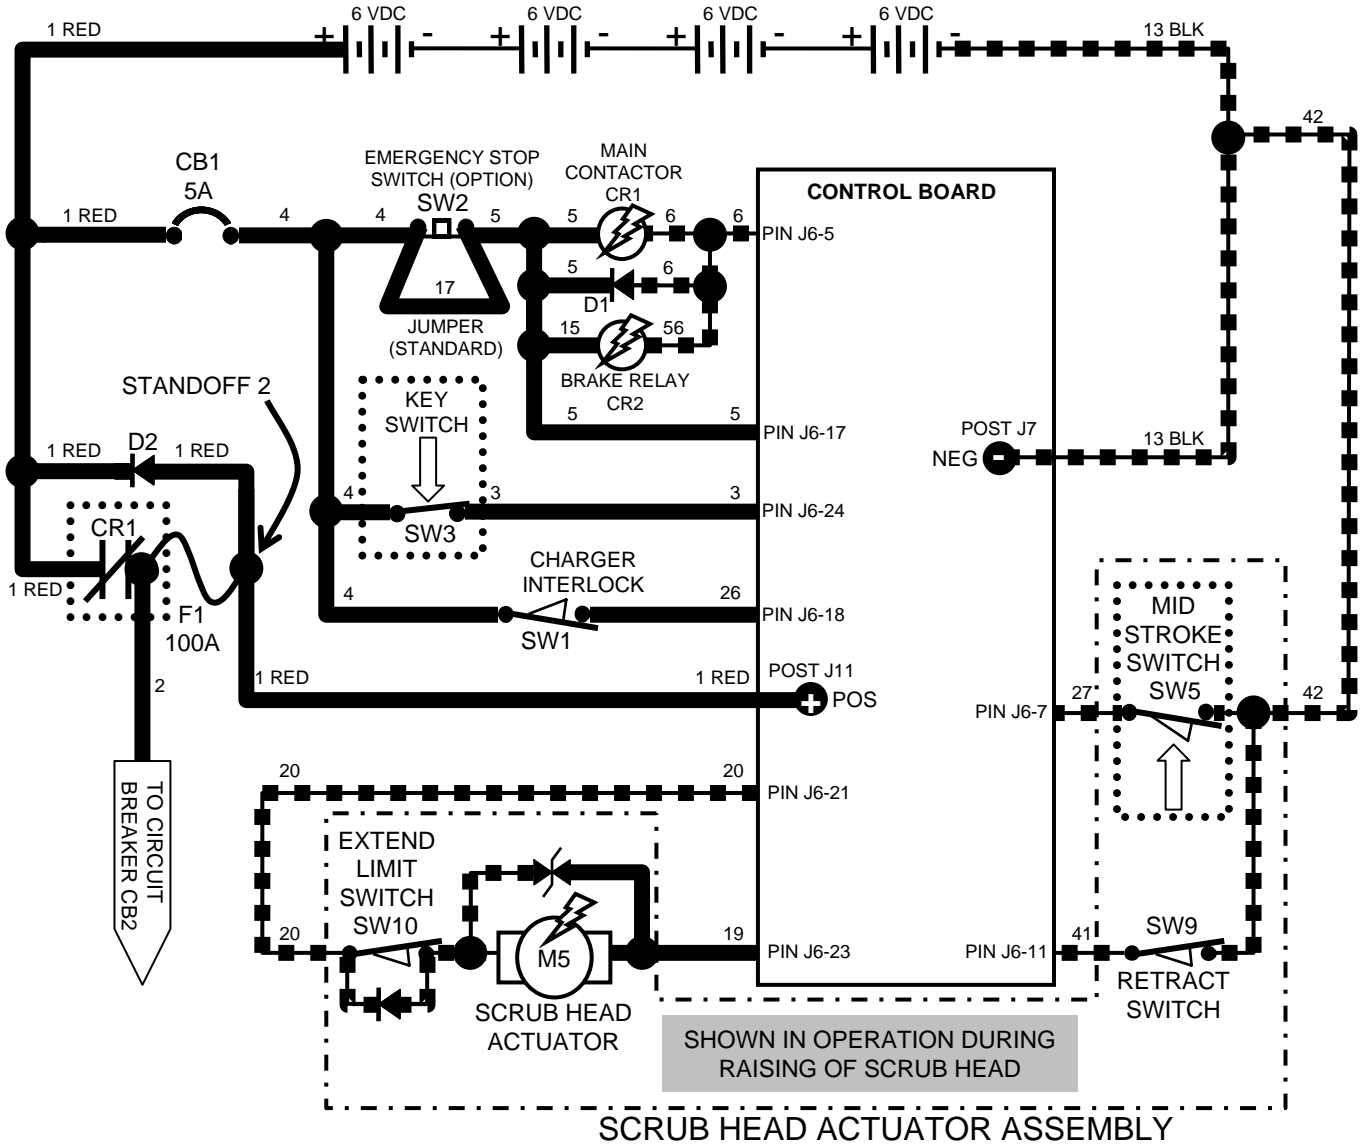 6 VDC
6 VDC
6 VDC
6 VDC
1 RED
+
-
+
-
+
-
+
-
13 BLK
42
CB1
5A
EMERGENCY STOP
SWITCH (OPTION)
SW2
MAIN
CONTACTOR
CR1
CONTROL BOARD
1 RED
4
4
5
5
6
6
PIN J6-5
5
6
D1
17
JUMPER
(STANDARD)
15
56
BRAKE RELAY
CR2
STANDOFF 2
KEY
SWITCH
5
5
PIN J6-17
POST J7
NEG
-
13 BLK
1 RED
D2
1 RED
4
3
3
PIN J6-24
SW3
CR1
1 RED
CHARGER
INTERLOCK
4
26
PIN J6-18
SW1
F1
100A
MID
STROKE
SWITCH
SW5
1 RED
1 RED
POST J11
+
POS
2
PIN J6-7
27
42
TO CIRCUIT
BREAKER CB2
20
20
PIN J6-21
EXTEND
LIMIT
SWITCH
SW10
20
M5
19
PIN J6-23
PIN J6-11
41
SW9
RETRACT
SWITCH
SCRUB HEAD
ACTUATOR
SHOWN IN OPERATION DURING
RAISING OF SCRUB HEAD
SCRUB HEAD ACTUATOR ASSEMBLY